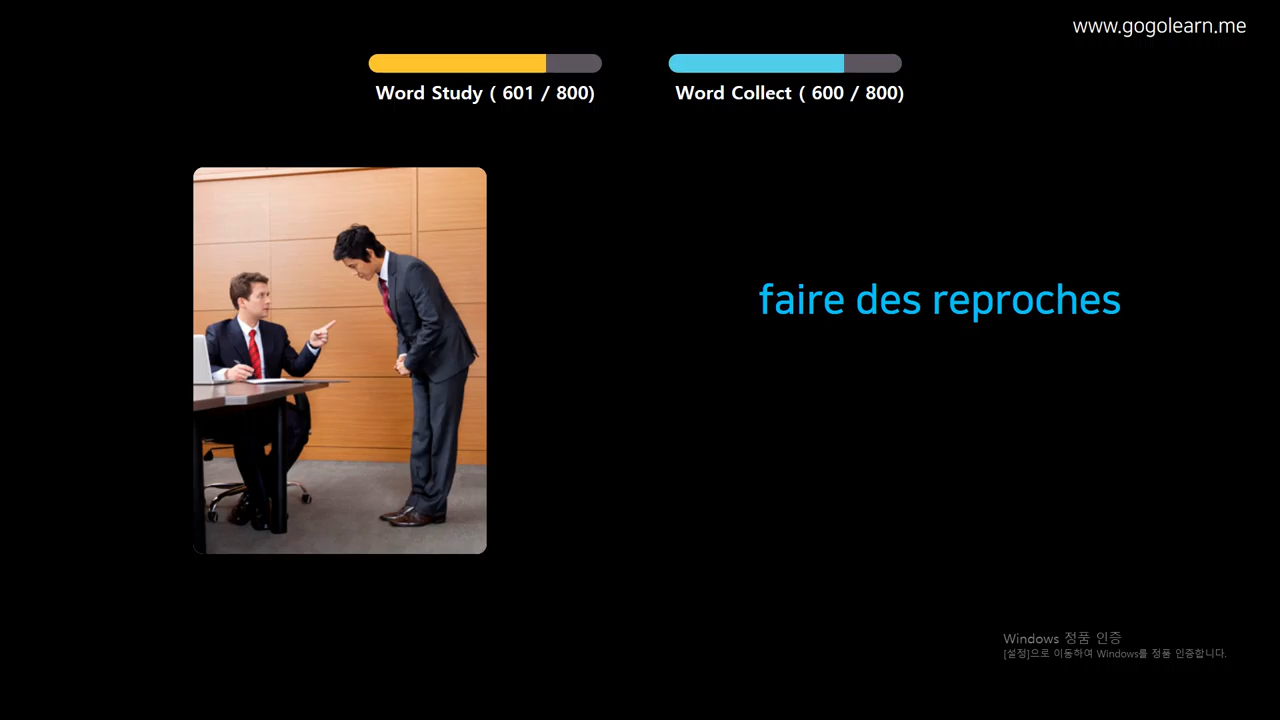 www.gogolearn.me
Word Study ( 601 / 800)
Word Collect ( 600 / 800)
faire des reproches
Windows 정품 인증
[설정]으로 이동하여 Windows를 정품 인증합니다.